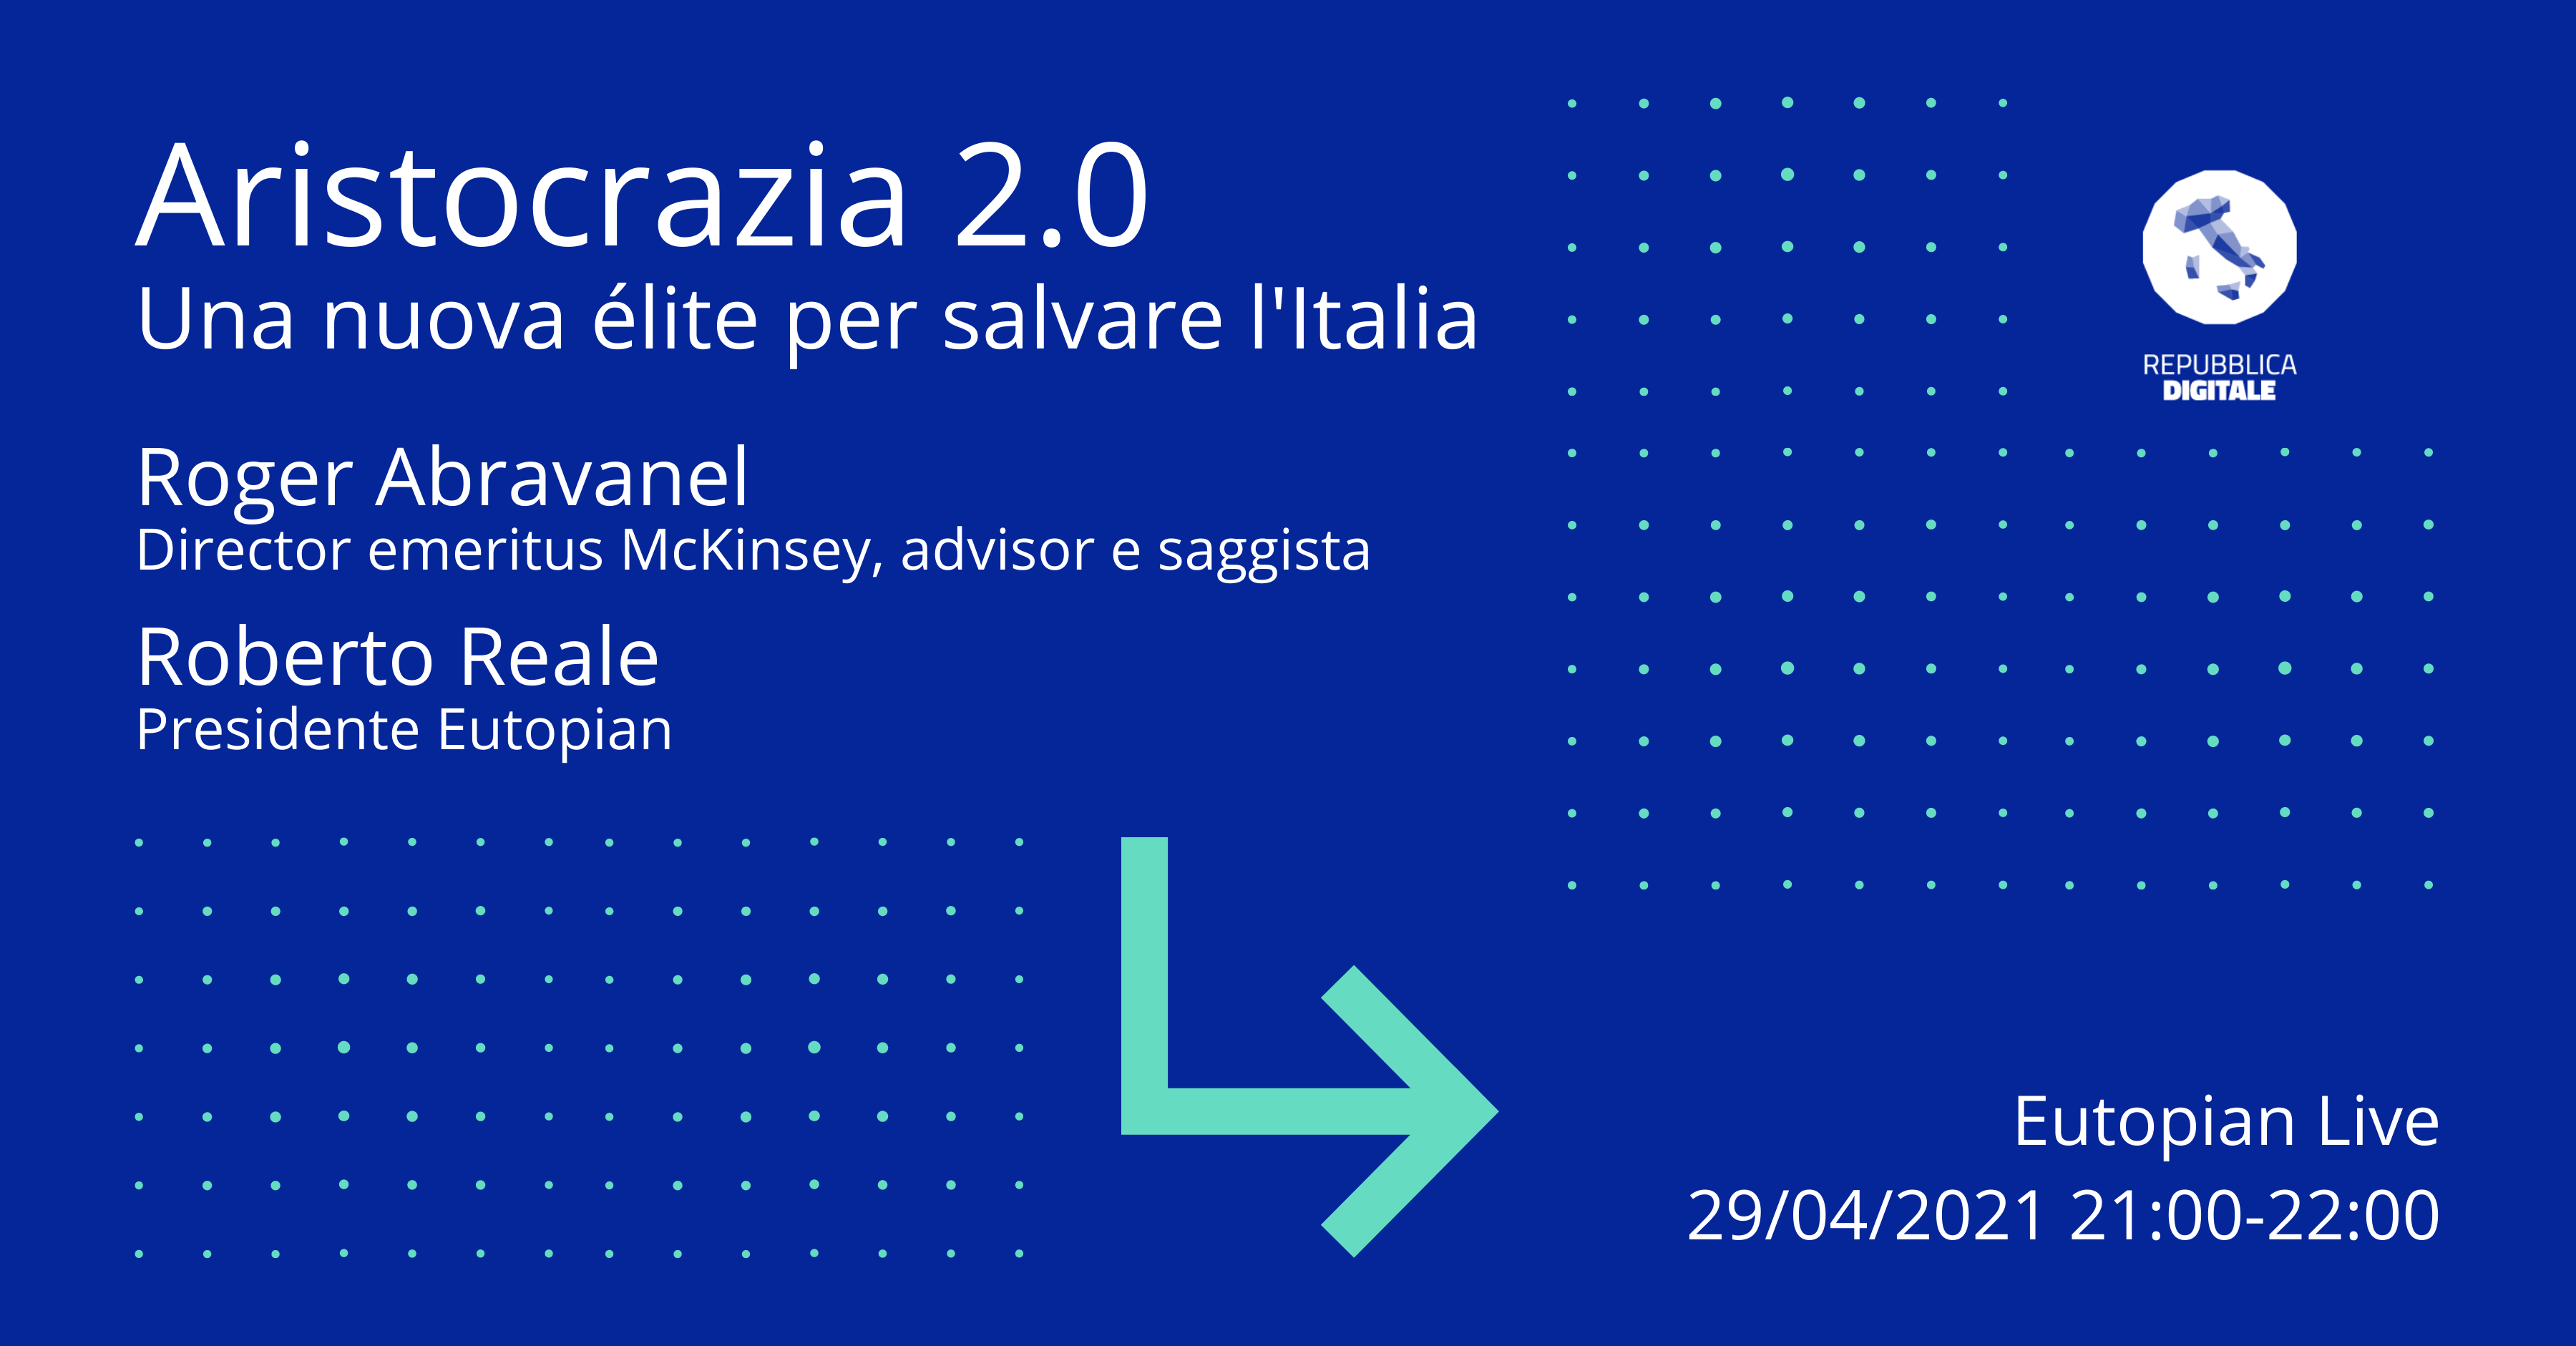 Aristocrazia 2.0
Una nuova élite per salvare l'Italia
Roger Abravanel
Director emeritus McKinsey, advisor e saggista
Roberto Reale
Presidente Eutopian
REPUBBLICA
DIGITALE
Eutopian Live
29/04/2021 21:00-22:00